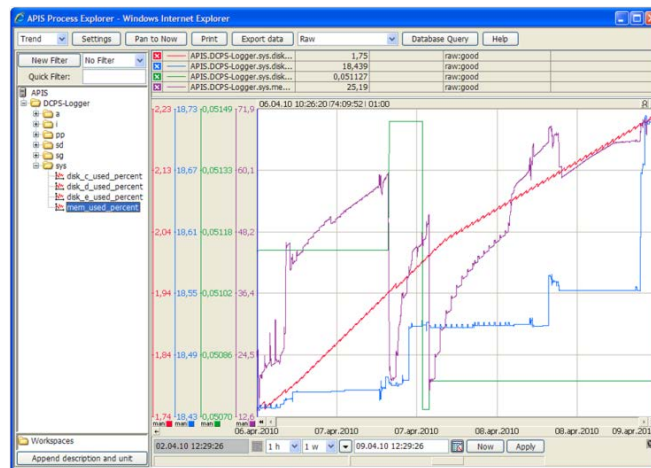 APIS Process Explorer - Windows Internet Explorer
Trend Settings Pan to Now Print Export data Raw Database Query Help
New Filter No Filter
Quick Filter:
APIS
DCPS-Logger
a
i
pp
sd
sg
sys
disk_c_used_percent
disk_d_used_percent
disk_e_used_percent
mem_used_percent
Workspaces
Append description and unit
APIS.DCPS-Logger.sys.disk... 1,75 raw:good
APIS.DCPS-Logger.sys.disk... 18,439 raw:good
APIS.DCPS-Logger.sys.disk... 0,051127 raw:good
APIS.DCPS-Logger.sys.me... 25,19 raw:good
06.04.10 10:26:20|74:09:52| 01:00
2,23 18,73 0,05149 71,9
2,13 18,67 0,05133 60,1
2,04 18,61 0,05118 48,2
1,94 18,55 0,05102 36,4
1,84 18,49 0,05086 24,5
1,74 18,43 0,05070 12,6
man man man man
06.apr.2010 07.apr.2010 07.apr.2010 08.apr.2010 08.apr.2010 09.apr.2010
02.04.10 12:29:26 1 h 1 w 09.04.10 12:29:26 Now Apply